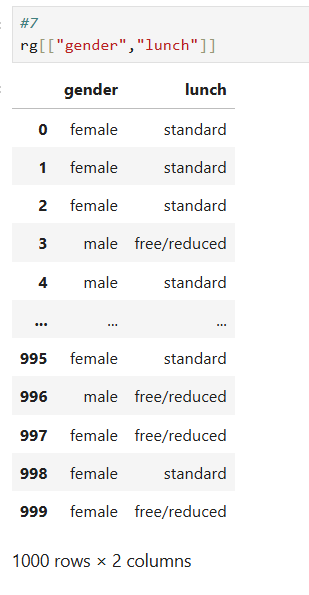 #7
rg[["gender","lunch"]]
gender lunch
0 female standard
1 female standard
2 female standard
3 male free/reduced
4 male standard
... ... ...
995 female standard
996 male free/reduced
997 female free/reduced
998 female standard
999 female free/reduced
1000 rows × 2 columns